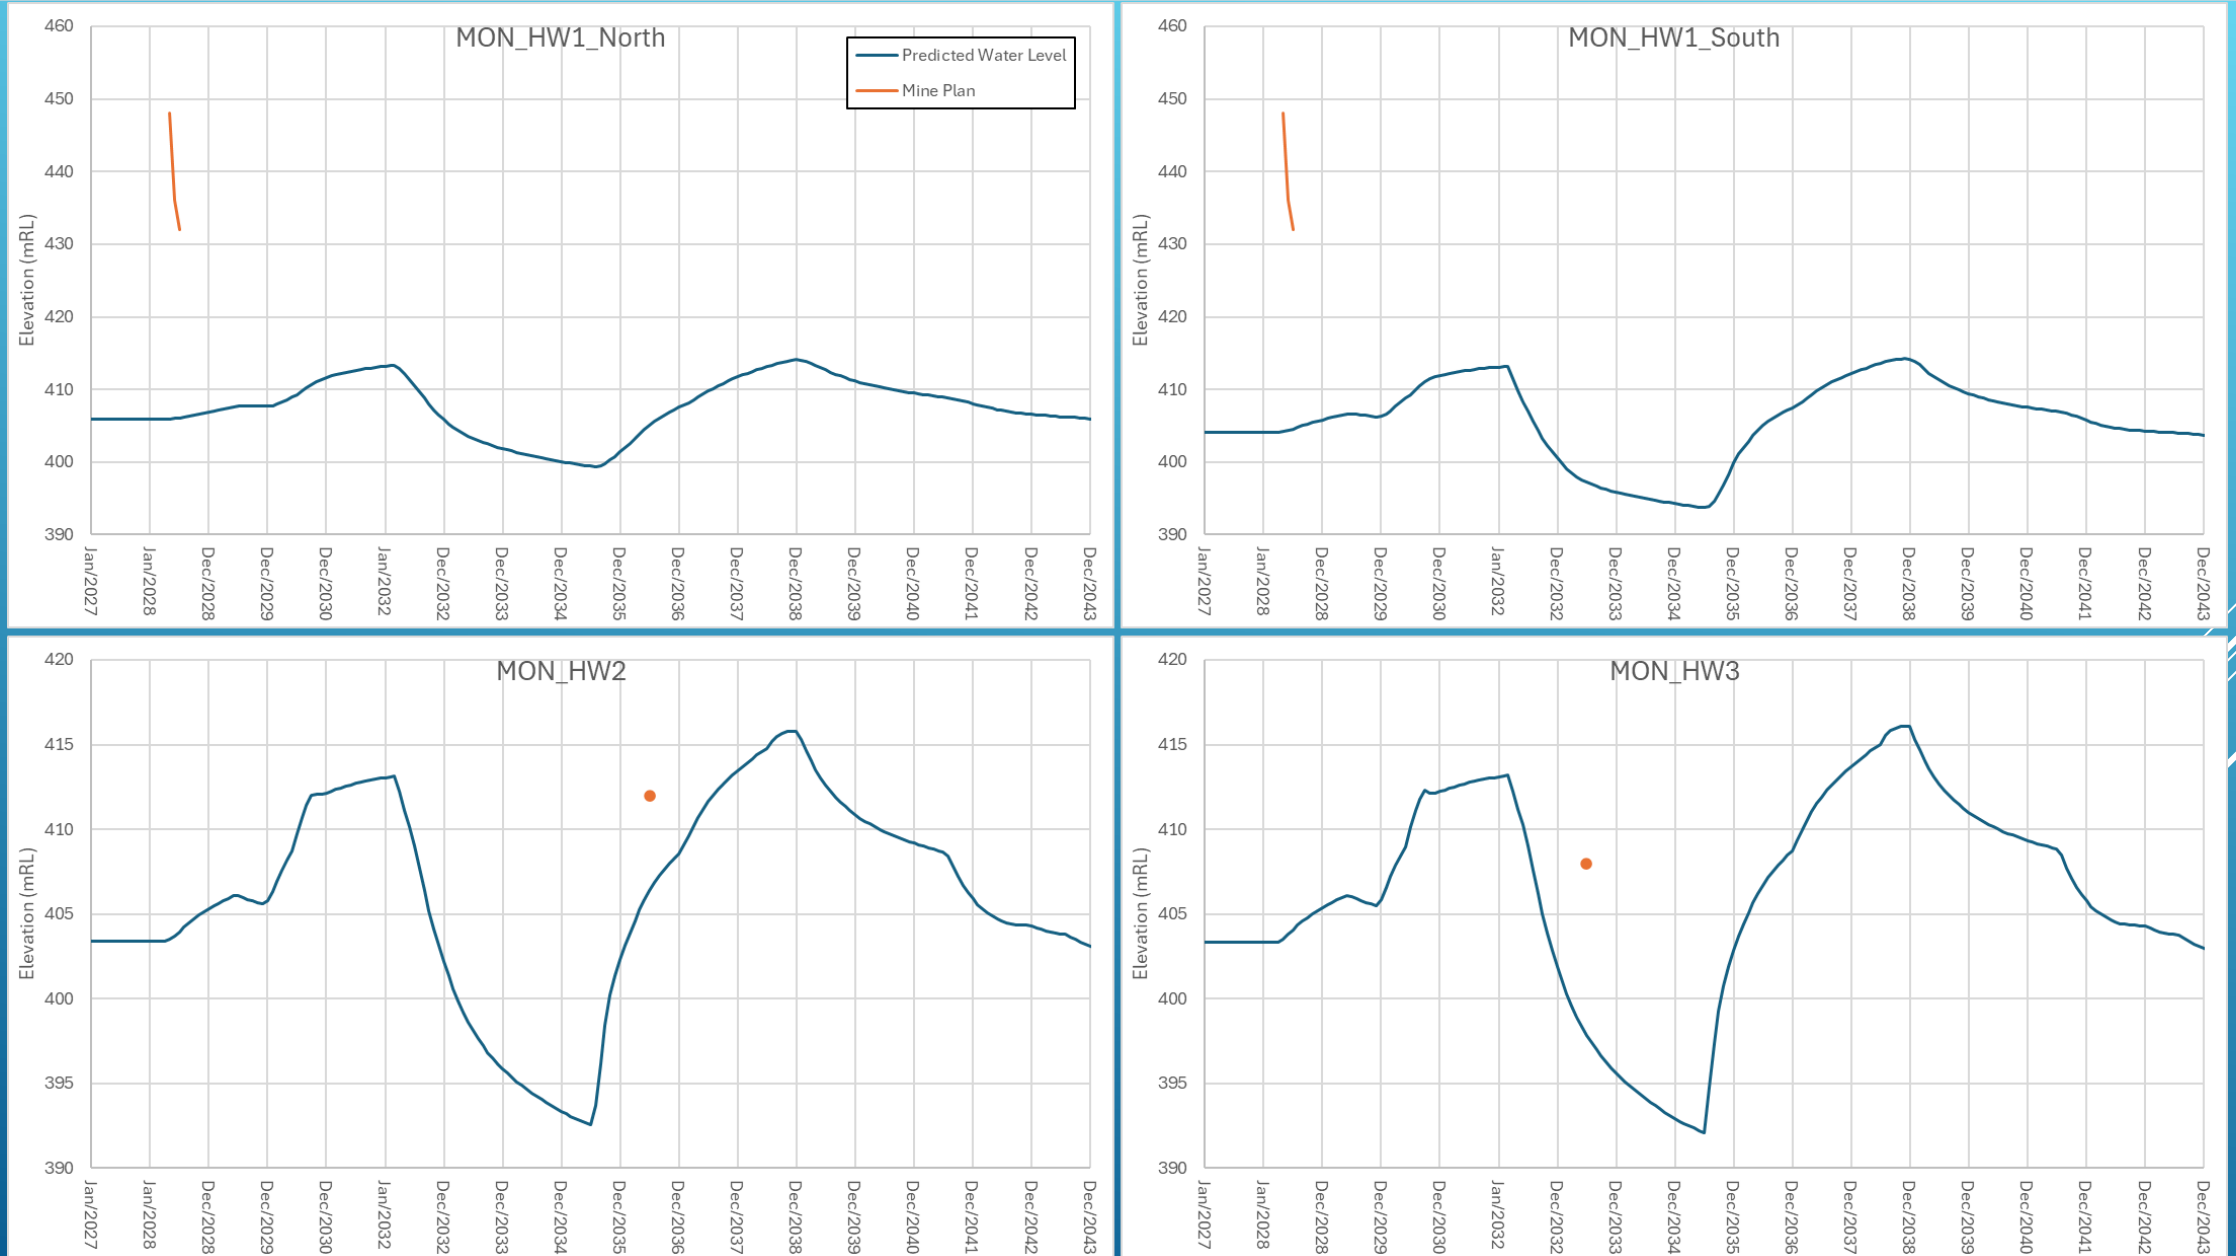 MON_HW1_North
Predicted Water Level
Mine Plan
Elevation (mRL)
460
450
440
430
420
410
400
390
Jan/2027
Jan/2028
Dec/2028
Dec/2029
Dec/2030
Jan/2032
Dec/2032
Dec/2033
Dec/2034
Dec/2035
Dec/2036
Dec/2037
Dec/2038
Dec/2039
Dec/2040
Dec/2041
Dec/2042
Dec/2043
MON_HW1_South
Elevation (mRL)
460
450
440
430
420
410
400
390
Jan/2027
Jan/2028
Dec/2028
Dec/2029
Dec/2030
Jan/2032
Dec/2032
Dec/2033
Dec/2034
Dec/2035
Dec/2036
Dec/2037
Dec/2038
Dec/2039
Dec/2040
Dec/2041
Dec/2042
Dec/2043
MON_HW2
Elevation (mRL)
420
415
410
405
400
395
390
Jan/2027
Jan/2028
Dec/2028
Dec/2029
Dec/2030
Jan/2032
Dec/2032
Dec/2033
Dec/2034
Dec/2035
Dec/2036
Dec/2037
Dec/2038
Dec/2039
Dec/2040
Dec/2041
Dec/2042
Dec/2043
MON_HW3
Elevation (mRL)
420
415
410
405
400
395
390
Jan/2027
Jan/2028
Dec/2028
Dec/2029
Dec/2030
Jan/2032
Dec/2032
Dec/2033
Dec/2034
Dec/2035
Dec/2036
Dec/2037
Dec/2038
Dec/2039
Dec/2040
Dec/2041
Dec/2042
Dec/2043